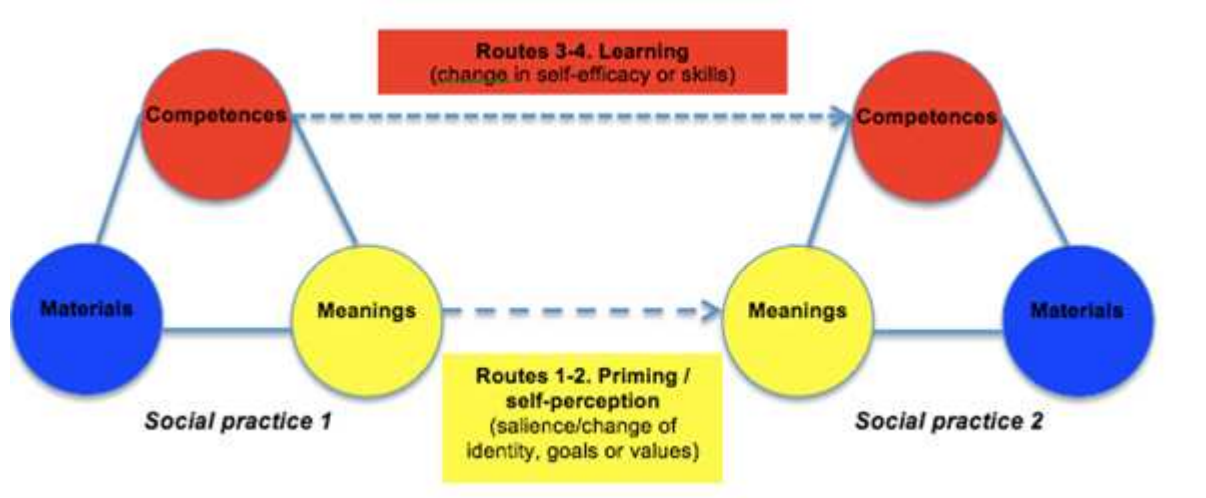 Routes 3-4. Learning
(change in self-efficacy or skills)
Competences
Competences
Materials
Meanings
Meanings
Materials
Routes 1-2. Priming /
self-perception
(salience/change of
identity, goals or values)
Social practice 1
Social practice 2